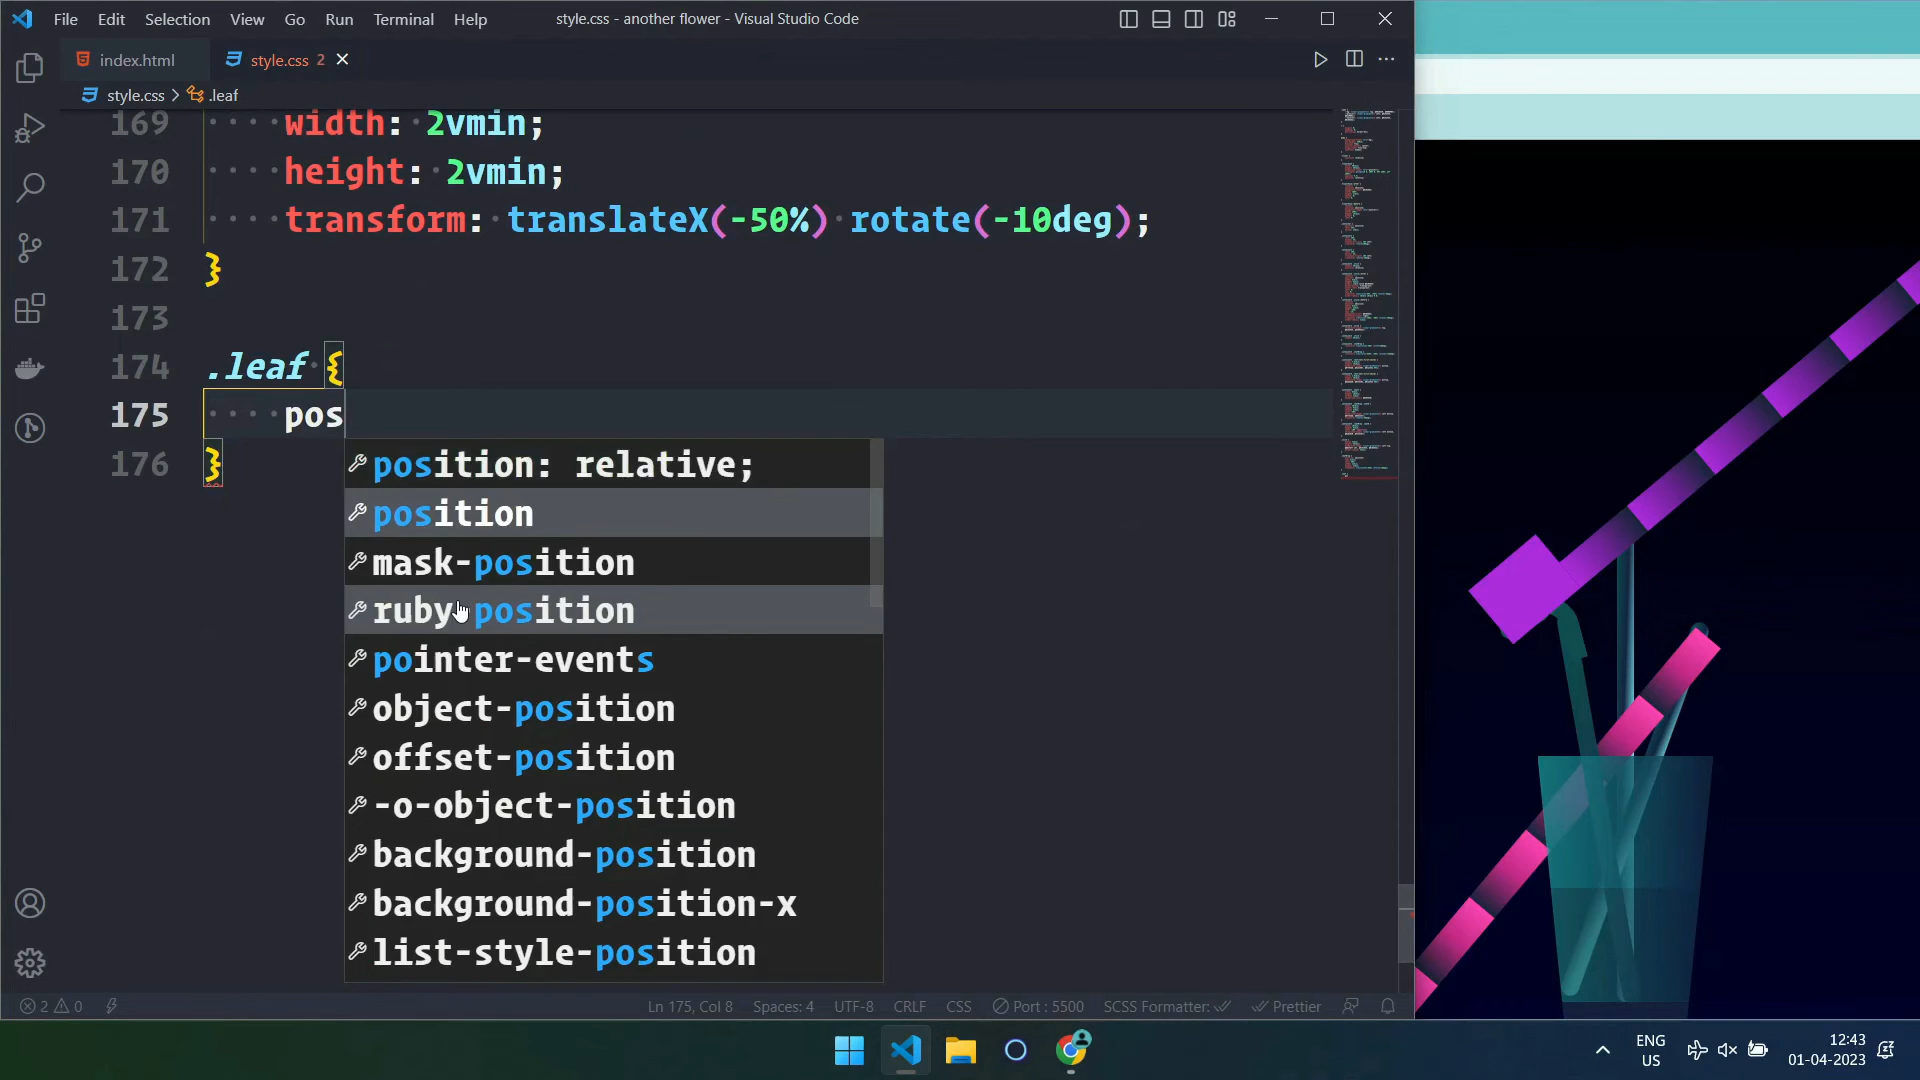 File Edit Selection View Go Run Terminal Help style.css - another flower - Visual Studio Code
index.html style.css 2
style.css > .leaf
169 width: 2vmin;
170 height: 2vmin;
171 transform: translateX(-50%) rotate(-10deg);
172 }
173
174 .leaf {
175 pos
176 }
position: relative;
position
mask-position
ruby-position
pointer-events
object-position
offset-position
-o-object-position
background-position
background-position-x
list-style-position
2 0 Ln 175, Col 8 Spaces: 4 UTF-8 CRLF CSS Port : 5500 SCSS Formatter: Prettier
ENG
US
12:43
01-04-2023